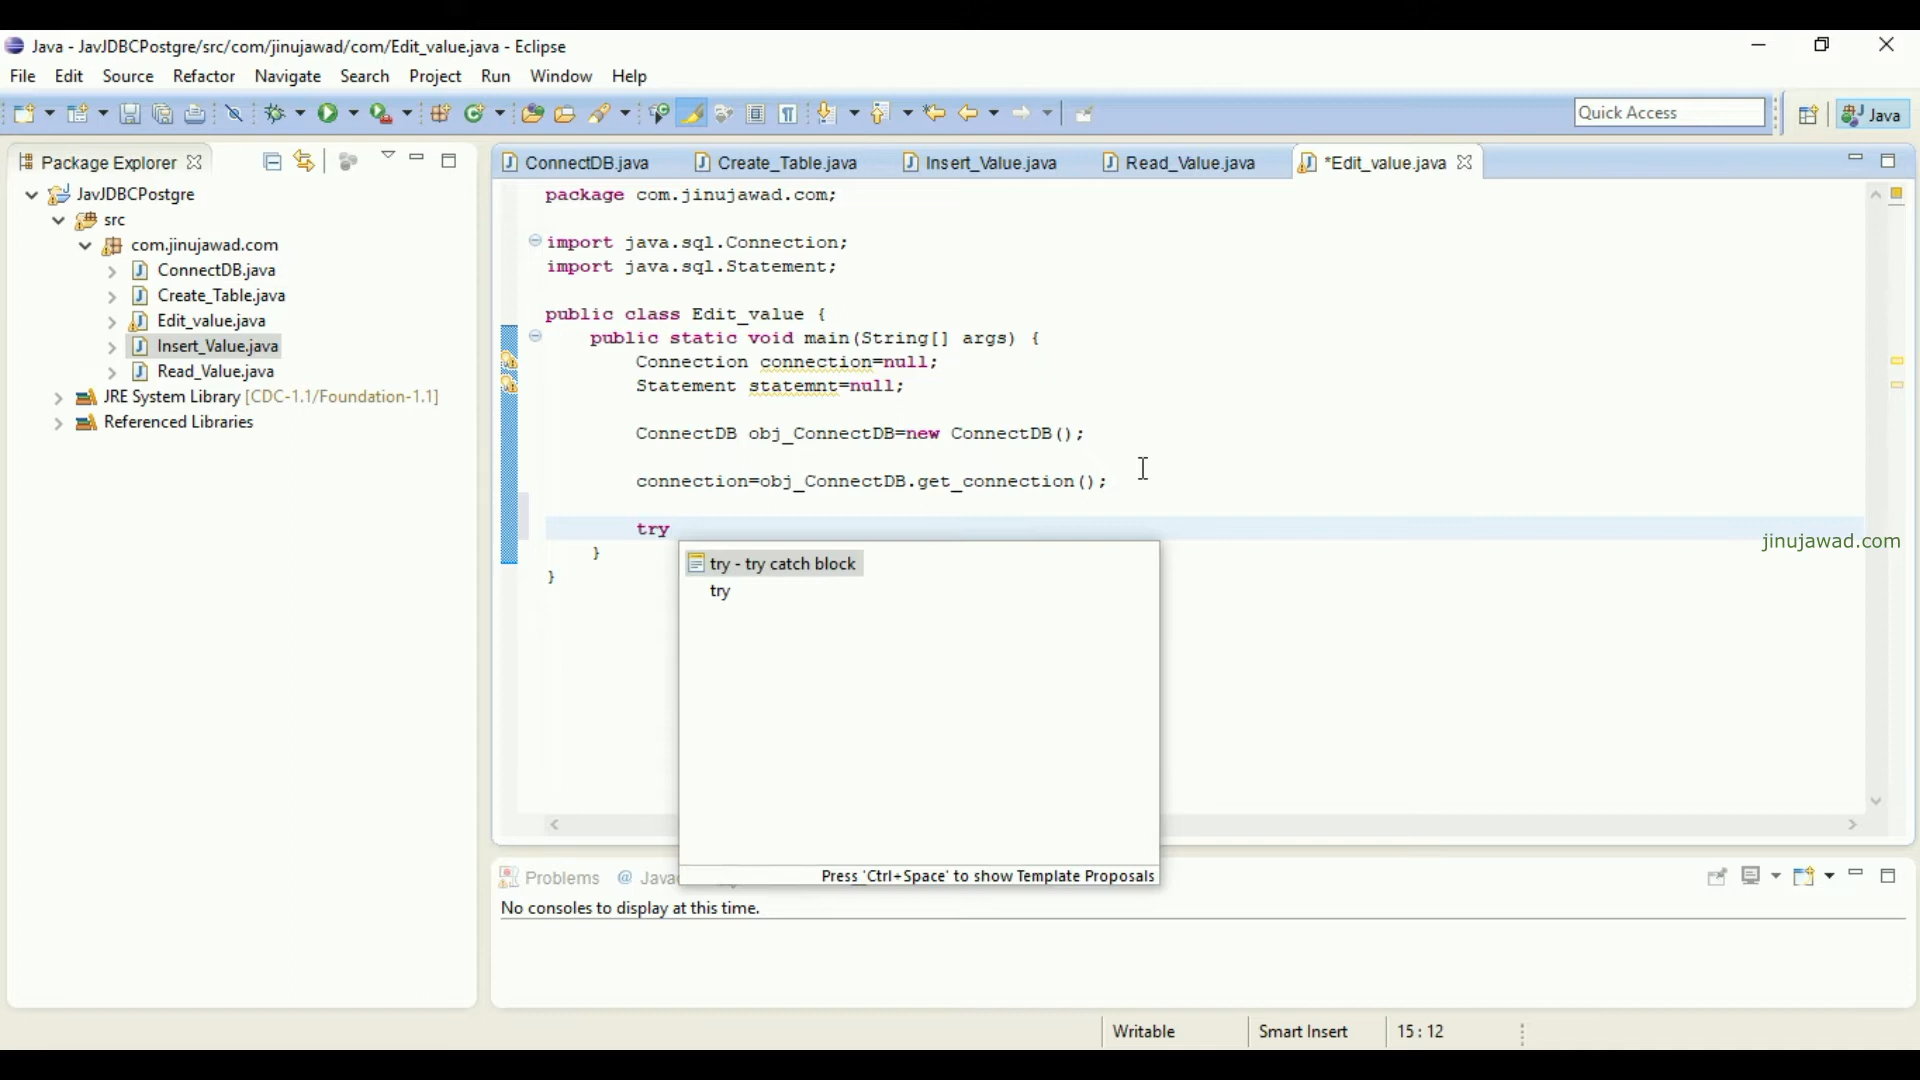 Java - JavJDBCPostgre/src/com/jinujawad/com/Edit_value.java - Eclipse
File Edit Source Refactor Navigate Search Project Run Window Help
Quick Access
Java
Package Explorer
JavJDBCPostgre
src
com.jinujawad.com
ConnectDB.java
Create_Table.java
Edit_value.java
Insert_Value.java
Read_Value.java
JRE System Library [CDC-1.1/Foundation-1.1]
Referenced Libraries
ConnectDB.java Create_Table.java Insert_Value.java Read_Value.java *Edit_value.java
package com.jinujawad.com;
import java.sql.Connection;
import java.sql.Statement;
public class Edit_value {
public static void main(String[] args) {
Connection connection=null;
Statement statemnt=null;
ConnectDB obj_ConnectDB=new ConnectDB();
connection=obj_ConnectDB.get_connection();
try
}
}
try - try catch block
try
Press 'Ctrl+Space' to show Template Proposals
jinujawad.com
Problems @ Java
No consoles to display at this time.
Writable Smart Insert 15 : 12